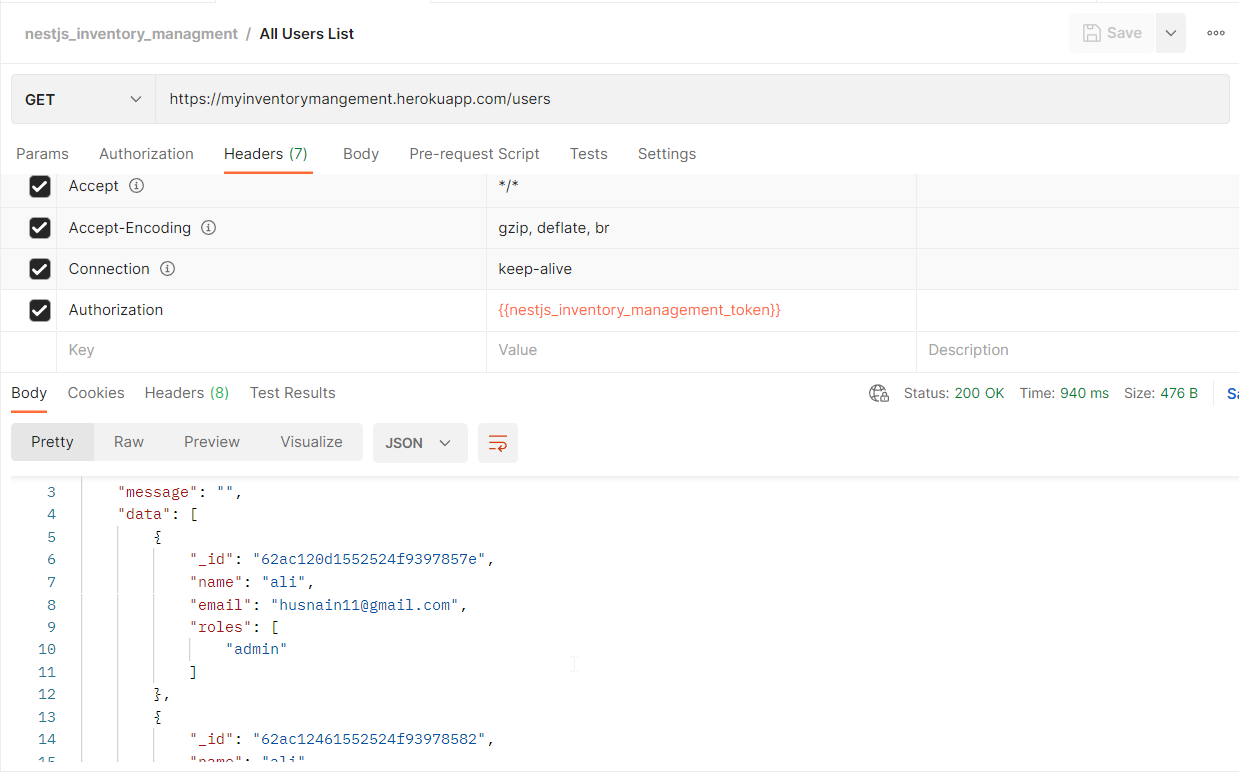 nestjs_inventory_managment / All Users List Save
GET https://myinventorymangement.herokuapp.com/users
Params Authorization Headers (7) Body Pre-request Script Tests Settings
Accept */*
Accept-Encoding gzip, deflate, br
Connection keep-alive
Authorization {{nestjs_inventory_management_token}}
Key Value Description
Body Cookies Headers (8) Test Results Status: 200 OK Time: 940 ms Size: 476 B Sa
Pretty Raw Preview Visualize JSON
3 "message": "",
4 "data": [
5 {
6 "_id": "62ac120d1552524f9397857e",
7 "name": "ali",
8 "email": "husnain11@gmail.com",
9 "roles": [
10 "admin"
11 ]
12 },
13 {
14 "_id": "62ac12461552524f93978582",
15 "name": "ali"